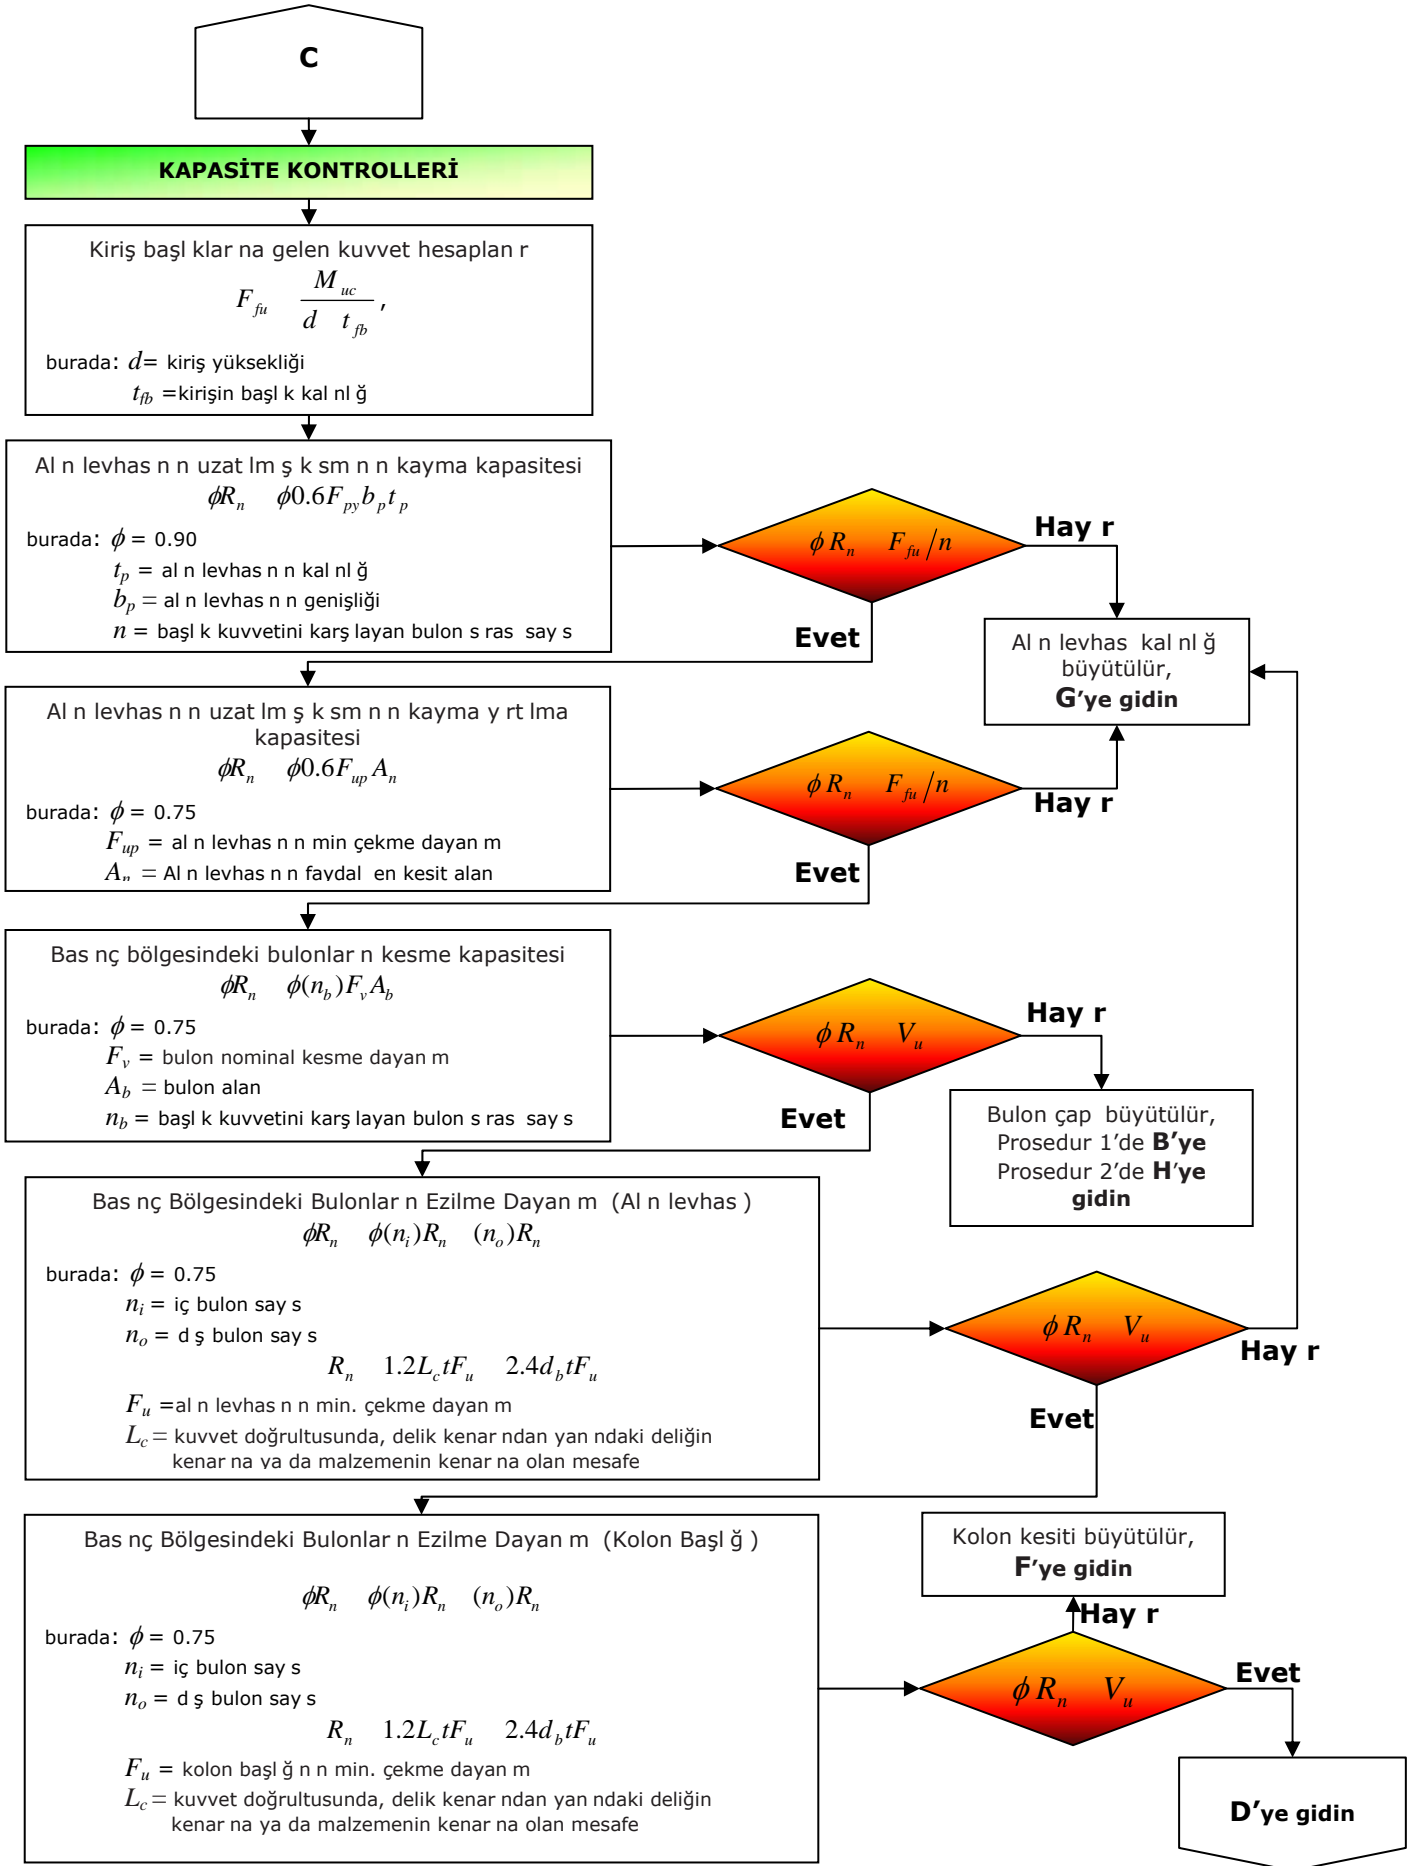 C
KAPASİTE KONTROLLERİ
Kiriş başl klar na gelen kuvvet hesaplan r
F_fu M_uc / d t_fb ,
burada: d= kiriş yüksekliği
t_fb =kirişin başl k kal nl ğ
Al n levhas n n uzat lm ş k sm n n kayma kapasitesi
ϕR_n ϕ0.6F_py b_p t_p
burada: ϕ = 0.90
t_p = al n levhas n n kal nl ğ
b_p = al n levhas n n genişliği
n = başl k kuvvetini karş layan bulon s ras say s
ϕ R_n F_fu/n
Hay r
Evet
Al n levhas kal nl ğ
büyütülür,
G'ye gidin
Al n levhas n n uzat lm ş k sm n n kayma y rt lma
kapasitesi
ϕR_n ϕ0.6F_up A_n
burada: ϕ = 0.75
F_up = al n levhas n n min çekme dayan m
A_n = Al n levhas n n faydal en kesit alan
ϕ R_n F_fu/n
Hay r
Evet
Bas nç bölgesindeki bulonlar n kesme kapasitesi
ϕR_n ϕ(n_b)F_v A_b
burada: ϕ = 0.75
F_v = bulon nominal kesme dayan m
A_b = bulon alan
n_b = başl k kuvvetini karş layan bulon s ras say s
ϕ R_n V_u
Hay r
Evet
Bulon çap büyütülür,
Prosedur 1'de B'ye
Prosedur 2'de H'ye
gidin
Bas nç Bölgesindeki Bulonlar n Ezilme Dayan m (Al n levhas )
ϕR_n ϕ(n_i)R_n (n_o)R_n
burada: ϕ = 0.75
n_i = iç bulon say s
n_o = d ş bulon say s
R_n 1.2L_c tF_u 2.4d_b tF_u
F_u =al n levhas n n min. çekme dayan m
L_c = kuvvet doğrultusunda, delik kenar ndan yan ndaki deliğin
kenar na ya da malzemenin kenar na olan mesafe
ϕ R_n V_u
Hay r
Evet
Bas nç Bölgesindeki Bulonlar n Ezilme Dayan m (Kolon Başl ğ )
ϕR_n ϕ(n_i)R_n (n_o)R_n
burada: ϕ = 0.75
n_i = iç bulon say s
n_o = d ş bulon say s
R_n 1.2L_c tF_u 2.4d_b tF_u
F_u = kolon başl ğ n n min. çekme dayan m
L_c = kuvvet doğrultusunda, delik kenar ndan yan ndaki deliğin
kenar na ya da malzemenin kenar na olan mesafe
Kolon kesiti büyütülür,
F'ye gidin
Hay r
ϕ R_n V_u
Evet
D'ye gidin